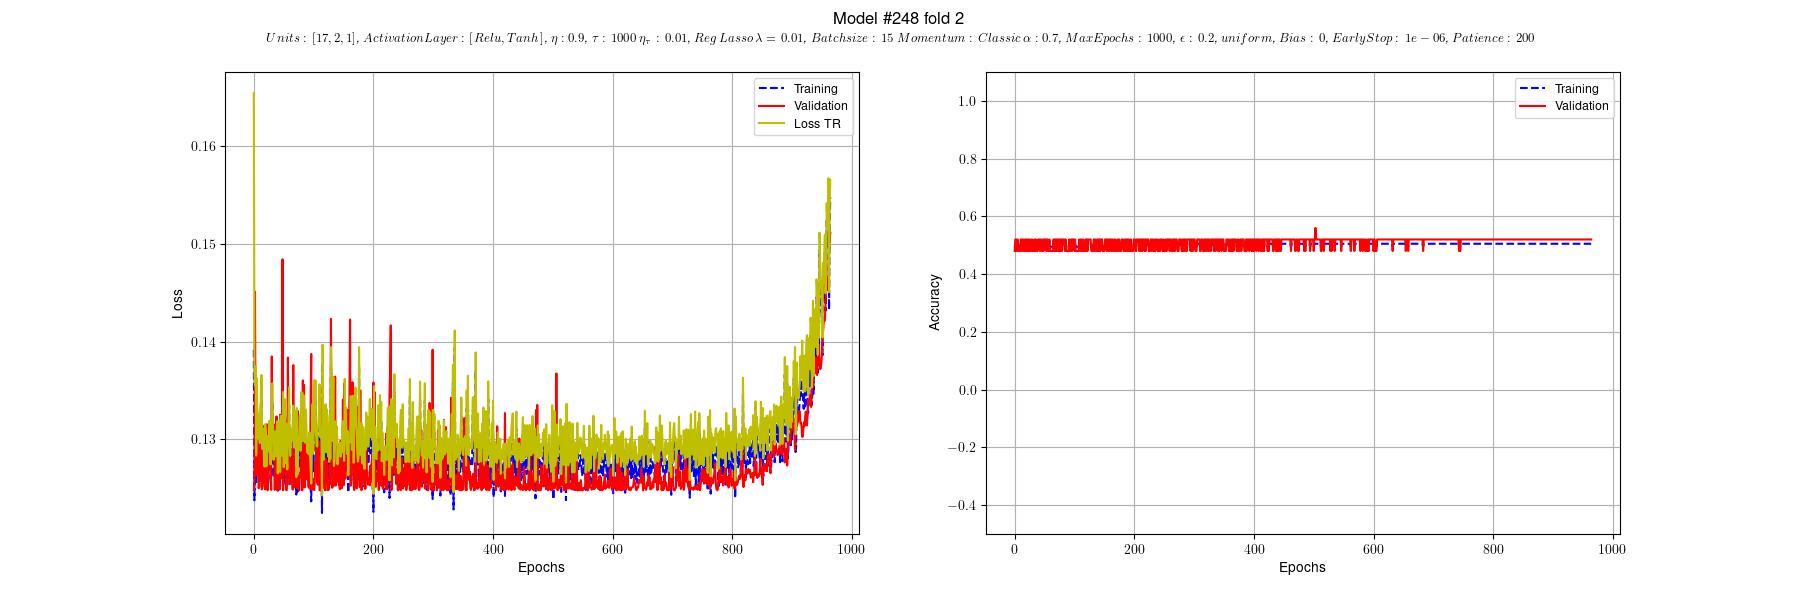 Model #248 fold 2
Units : [17, 2, 1], ActivationLayer : [Relu, Tanh], η : 0.9, τ : 1000 η_τ : 0.01, Reg Lasso λ = 0.01, Batchsize : 15 Momentum : Classic α : 0.7, MaxEpochs : 1000, ϵ : 0.2, uniform, Bias : 0, EarlyStop : 1e − 06, Patience : 200
Training
Validation
Loss TR
0.16
0.15
0.14
0.13
Loss
0 200 400 600 800 1000
Epochs
Training
Validation
1.0
0.8
0.6
0.4
0.2
0.0
−0.2
−0.4
Accuracy
0 200 400 600 800 1000
Epochs